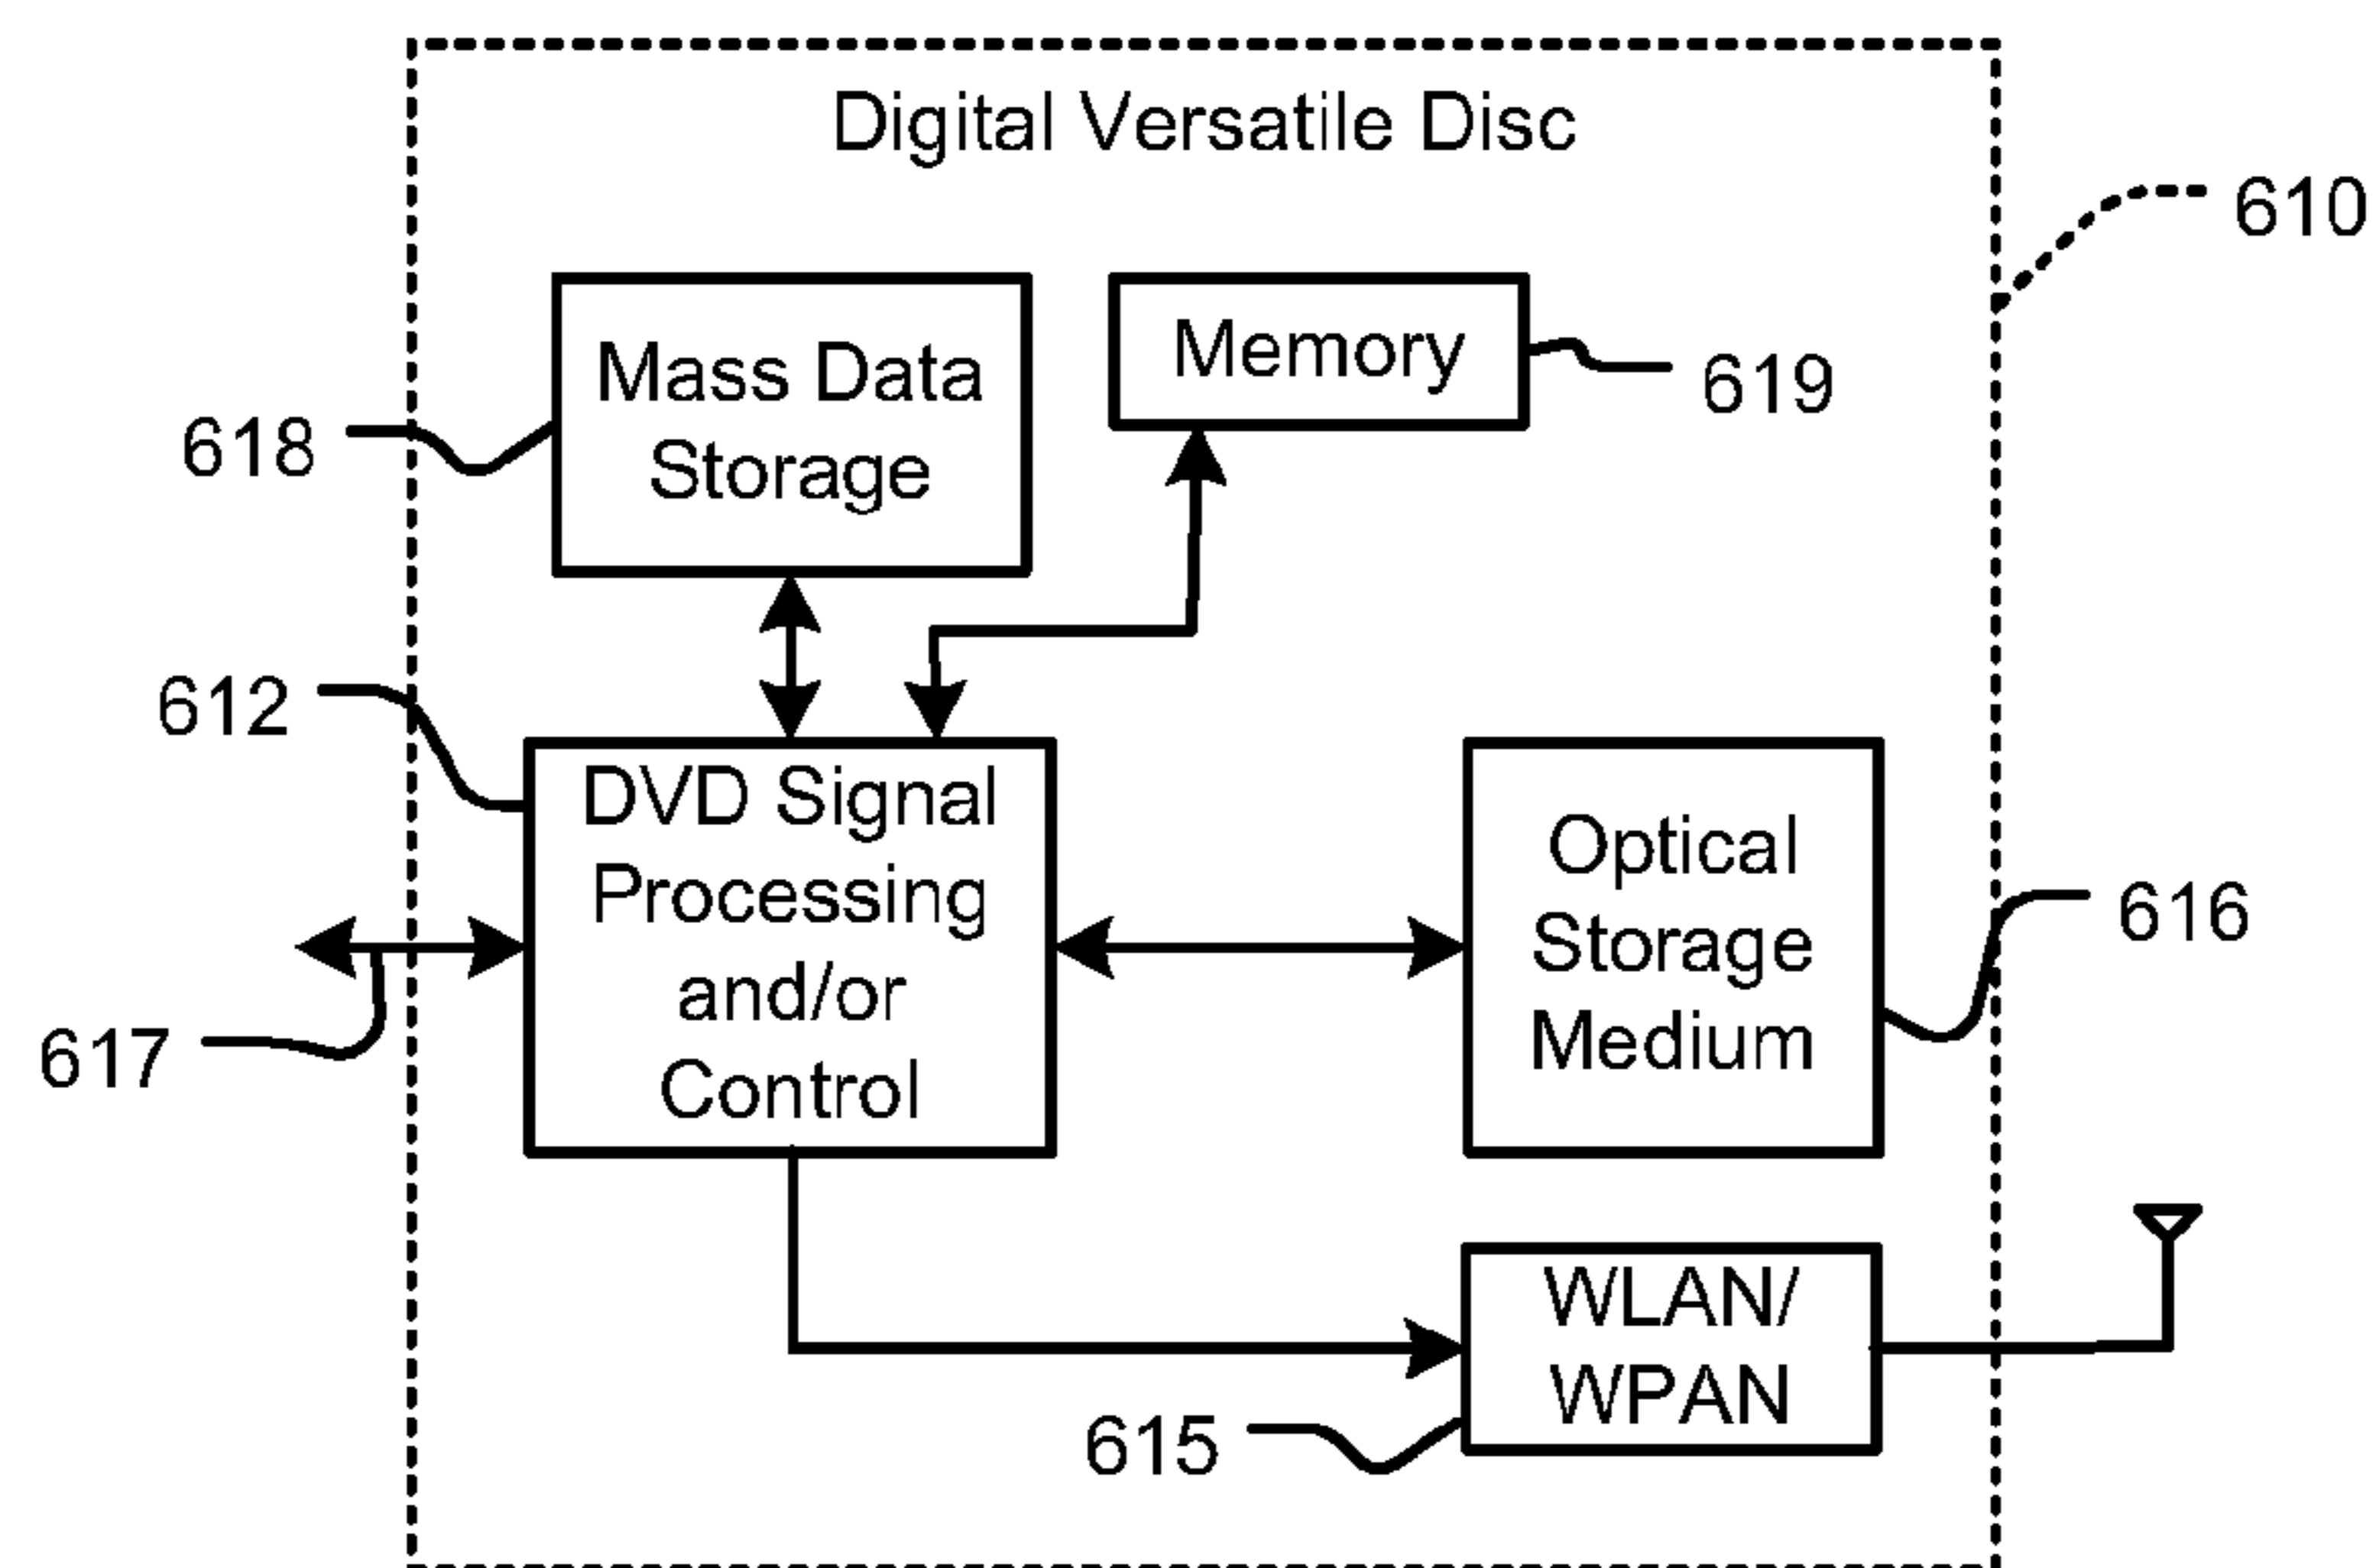 Digital Versatile Disc
610
Mass Data
Storage
618
Memory
619
612
DVD Signal
Processing
and/or
Control
617
Optical
Storage
Medium
616
WLAN/
WPAN
615